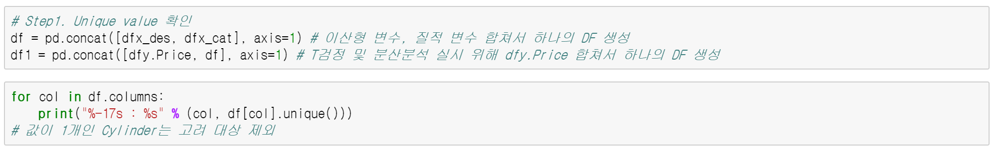 # Step1. Unique value 확인
df = pd.concat([dfx_des, dfx_cat], axis=1) # 이산형 변수, 질적 변수 합쳐서 하나의 DF 생성
df1 = pd.concat([dfy.Price, df], axis=1) # T검정 및 분산분석 실시 위해 dfy.Price 합쳐서 하나의 DF 생성
for col in df.columns:
    print("%-17s : %s" % (col, df[col].unique()))
# 값이 1개인 Cylinder는 고려 대상 제외